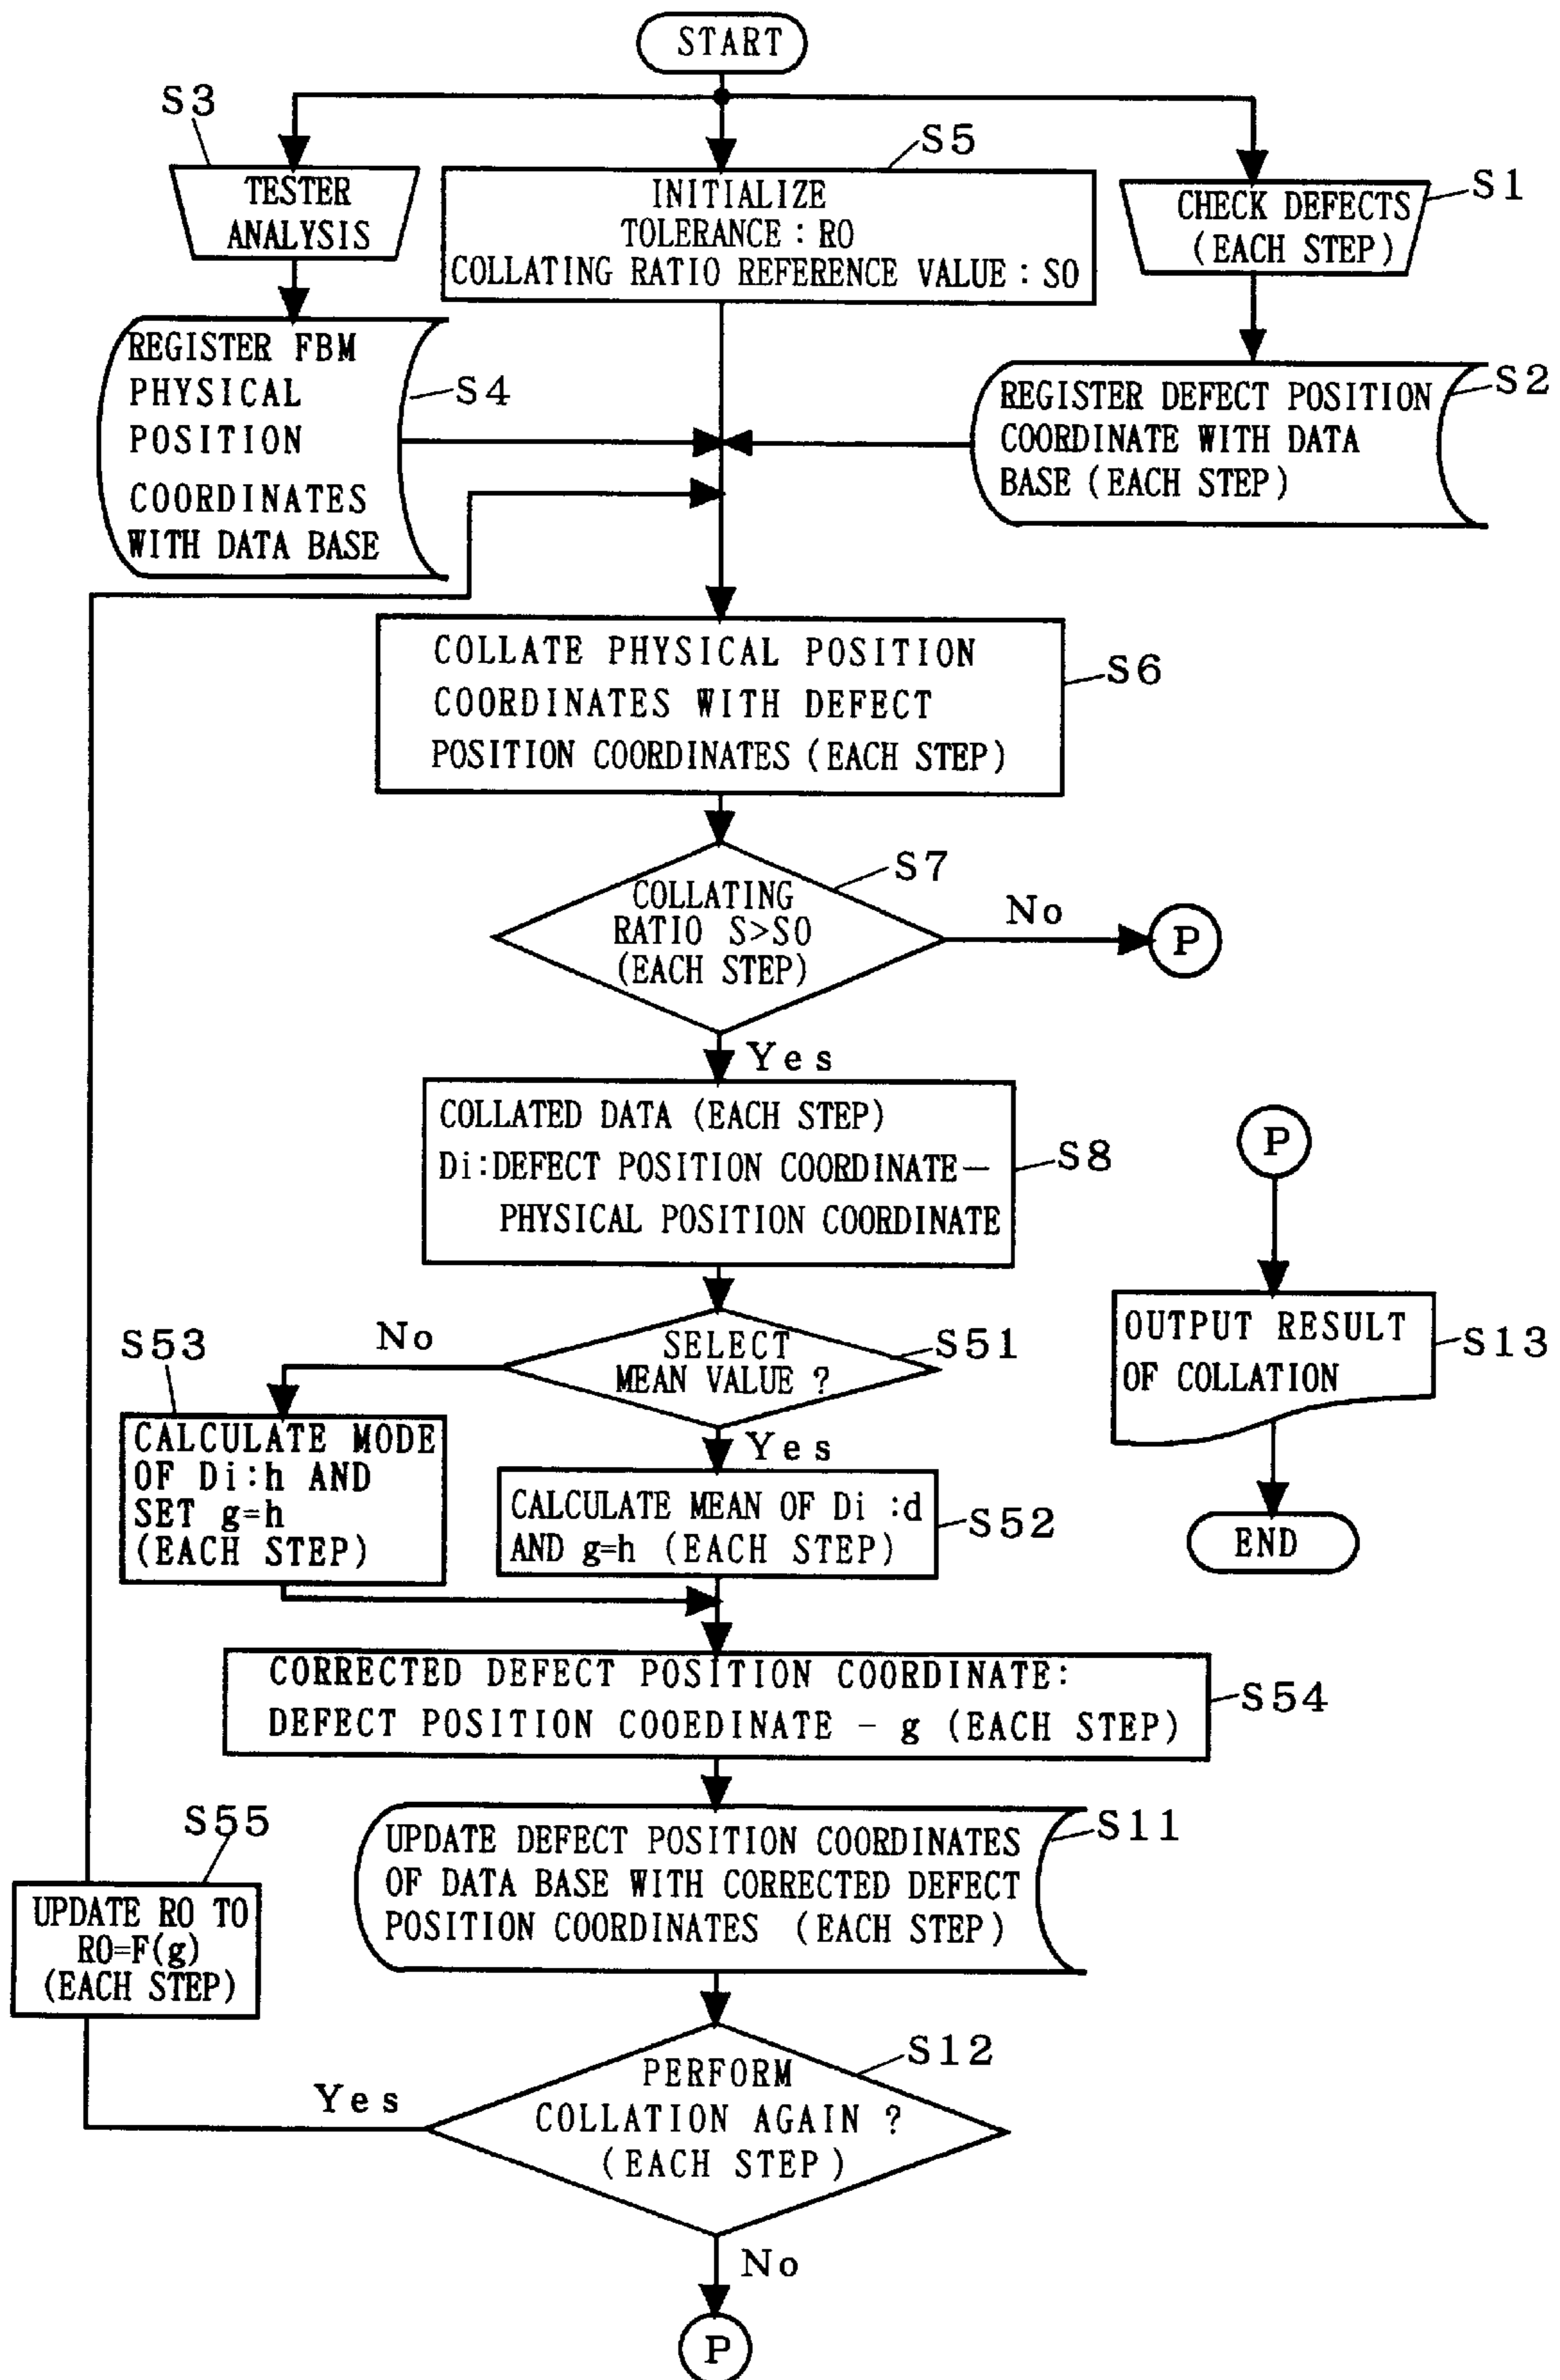 START
S3
TESTER
ANALYSIS
S5
INITIALIZE
TOLERANCE : R0
COLLATING RATIO REFERENCE VALUE : S0
S1
CHECK DEFECTS
(EACH STEP)
REGISTER FBM
PHYSICAL
POSITION
COORDINATES
WITH DATA BASE
S4
S2
REGISTER DEFECT POSITION
COORDINATE WITH DATA
BASE (EACH STEP)
COLLATE PHYSICAL POSITION
COORDINATES WITH DEFECT
POSITION COORDINATES (EACH STEP)
S6
S7
COLLATING
RATIO S>S0
(EACH STEP)
No
P
Yes
COLLATED DATA (EACH STEP)
Di:DEFECT POSITION COORDINATE—
PHYSICAL POSITION COORDINATE
S8
P
SELECT
MEAN VALUE ?
S51
No
S53
CALCULATE MODE
OF Di:h AND
SET g=h
(EACH STEP)
Yes
CALCULATE MEAN OF Di :d
AND g=h (EACH STEP)
S52
OUTPUT RESULT
OF COLLATION
S13
END
CORRECTED DEFECT POSITION COORDINATE:
DEFECT POSITION COOEDINATE − g (EACH STEP)
S54
UPDATE DEFECT POSITION COORDINATES
OF DATA BASE WITH CORRECTED DEFECT
POSITION COORDINATES (EACH STEP)
S11
S55
UPDATE R0 TO
R0=F(g)
(EACH STEP)
S12
PERFORM
COLLATION AGAIN ?
(EACH STEP)
Yes
No
P